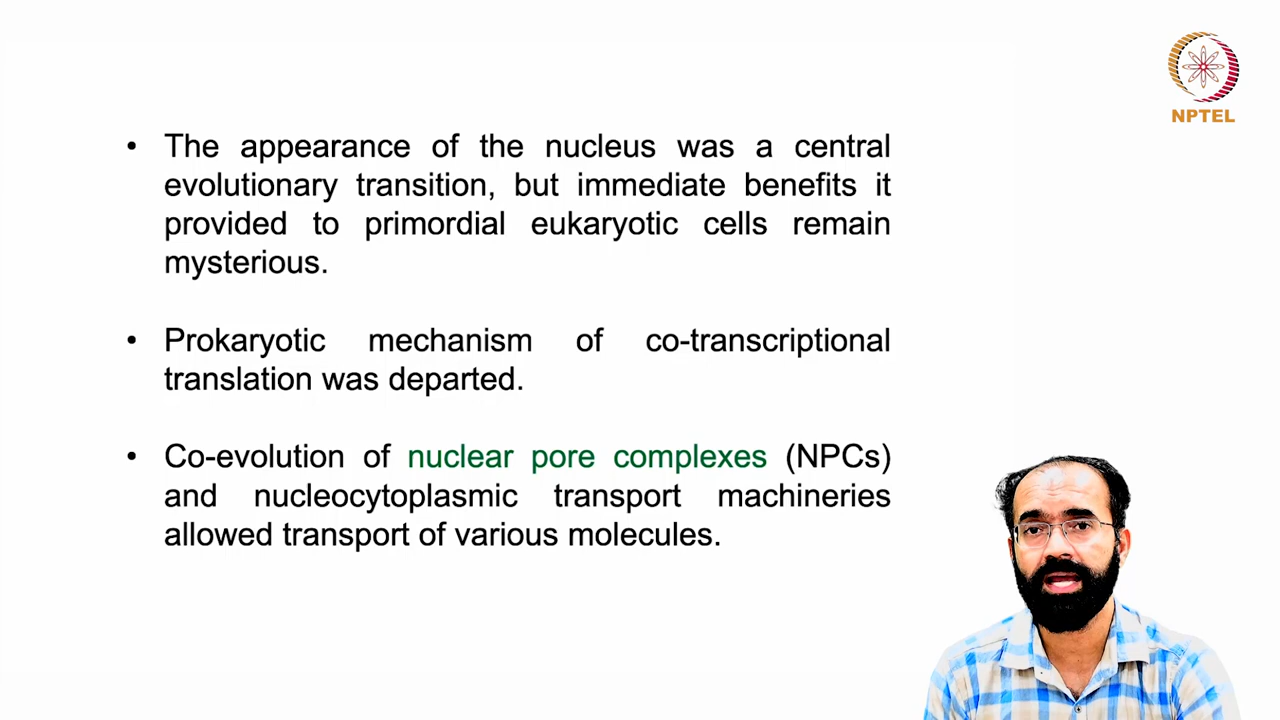 NPTEL
• The appearance of the nucleus was a central
evolutionary transition, but immediate benefits it
provided to primordial eukaryotic cells remain
mysterious.
• Prokaryotic mechanism of co-transcriptional
translation was departed.
• Co-evolution of nuclear pore complexes (NPCs)
and nucleocytoplasmic transport machineries
allowed transport of various molecules.